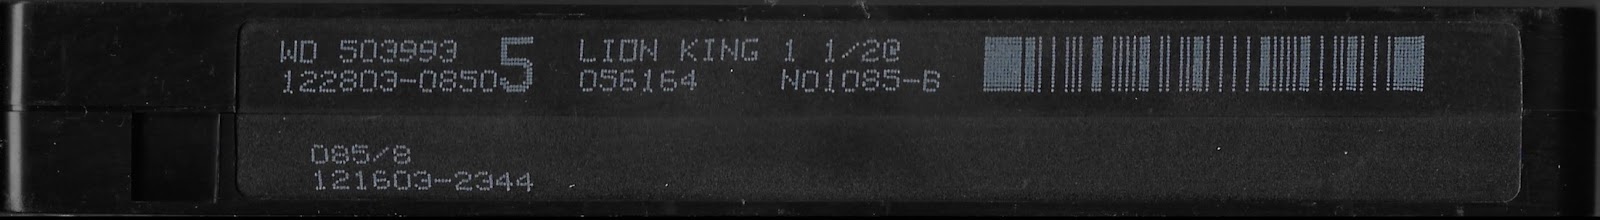 WD 503993 5 LION KING 1 1/2@
122803-0850 056164 N01085-B
085/8
121603-2344